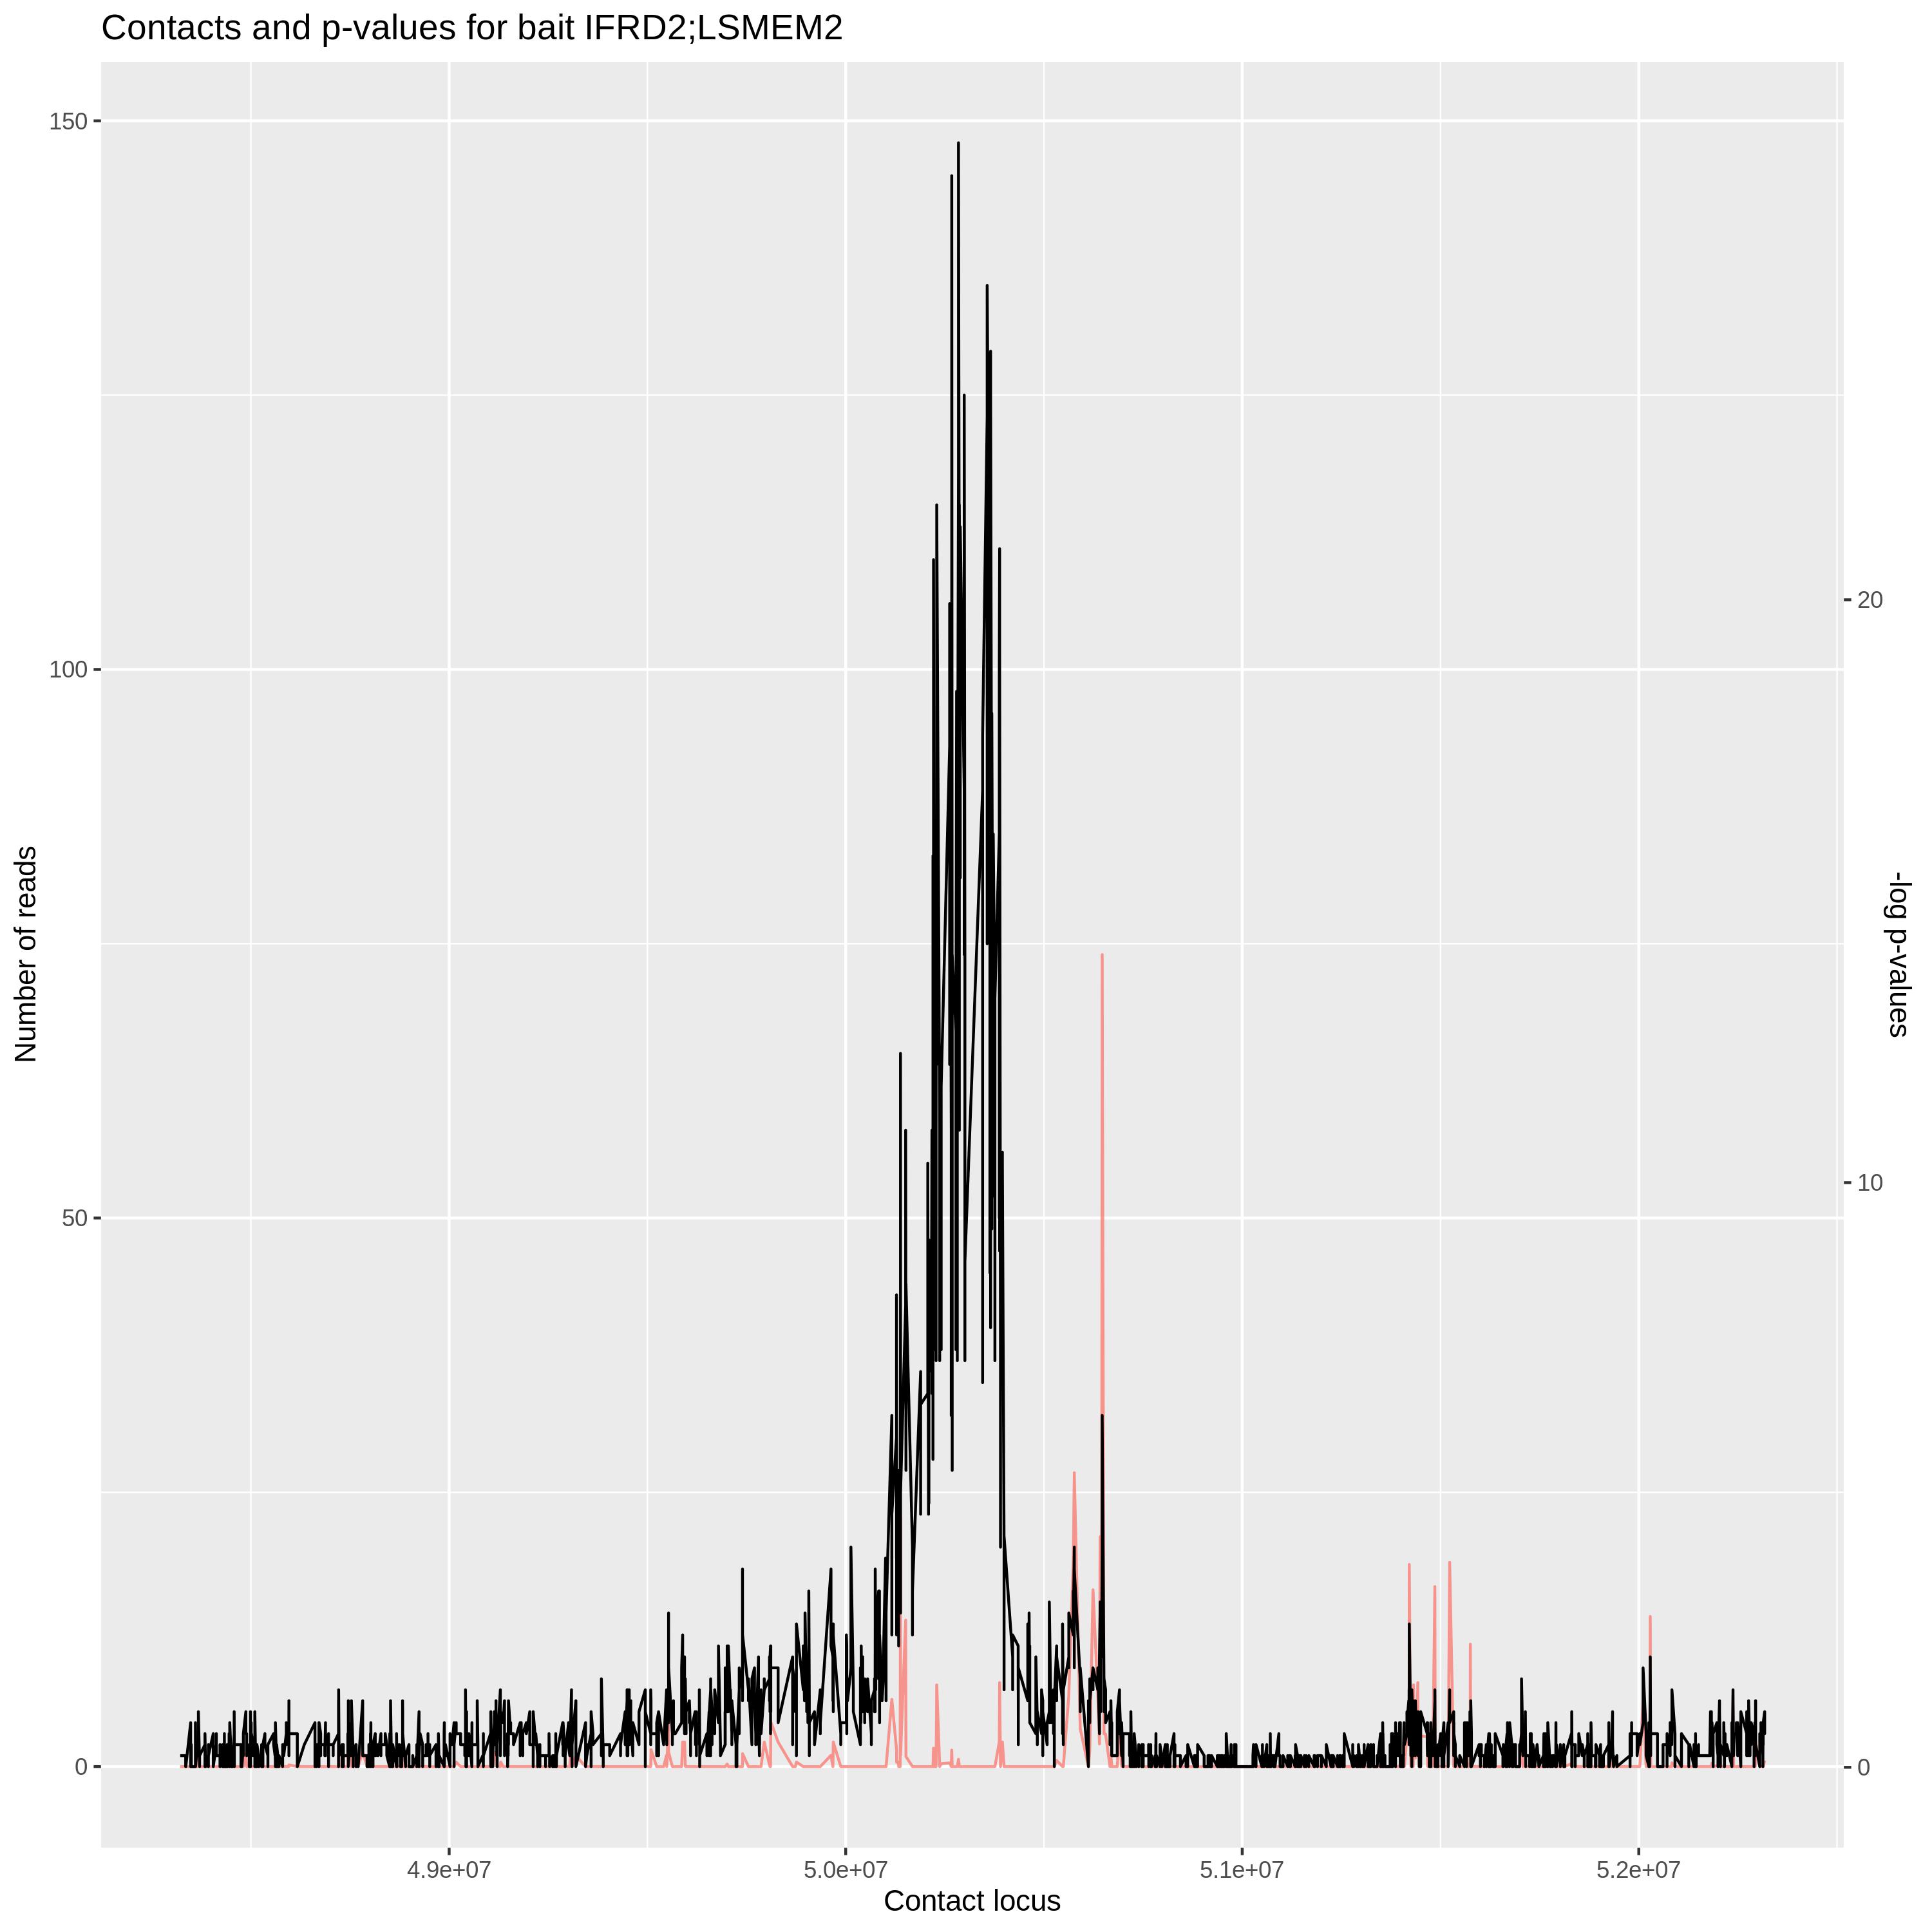 Contacts and p-values for bait IFRD2;LSMEM2
150
100
50
0
Number of reads
20
10
0
-log p-values
4.9e+07
5.0e+07
5.1e+07
5.2e+07
Contact locus